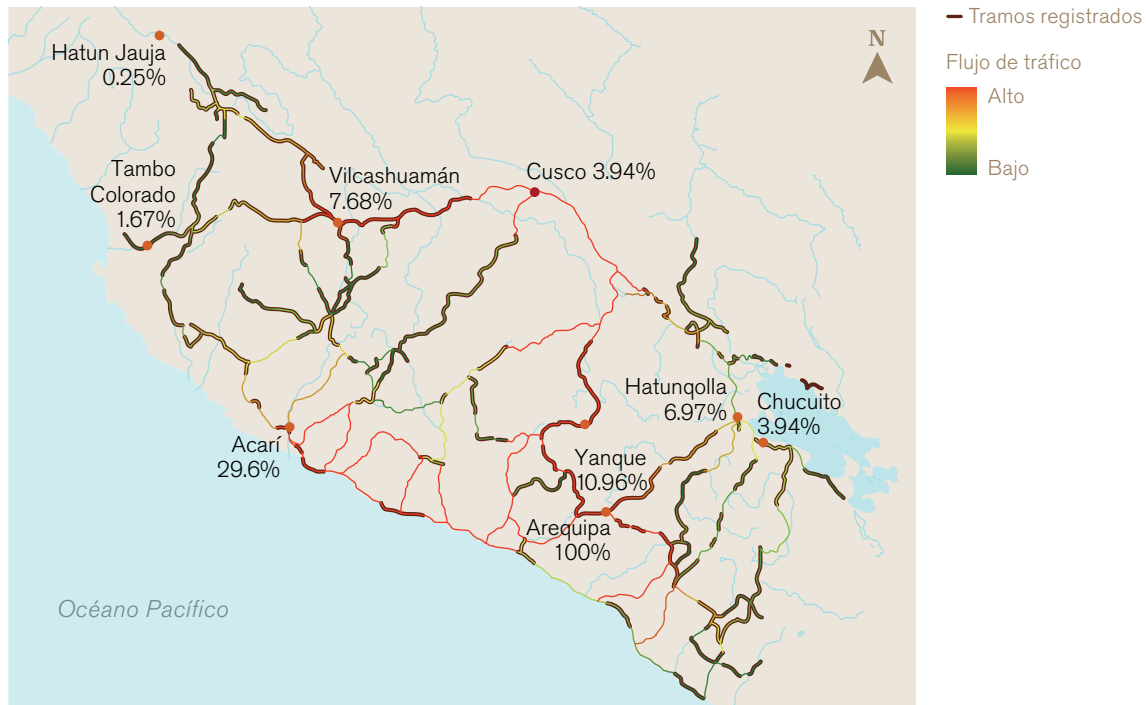 Hatun Jauja
0.25%
Tambo
Colorado
1.67%
Vilcashuamán
7.68%
Cusco 3.94%
Hatunqolla
6.97%
Chucuito
3.94%
Acarí
29.6%
Yanque
10.96%
Arequipa
100%
Océano Pacífico
N
Tramos registrados
Flujo de tráfico
Alto
Bajo